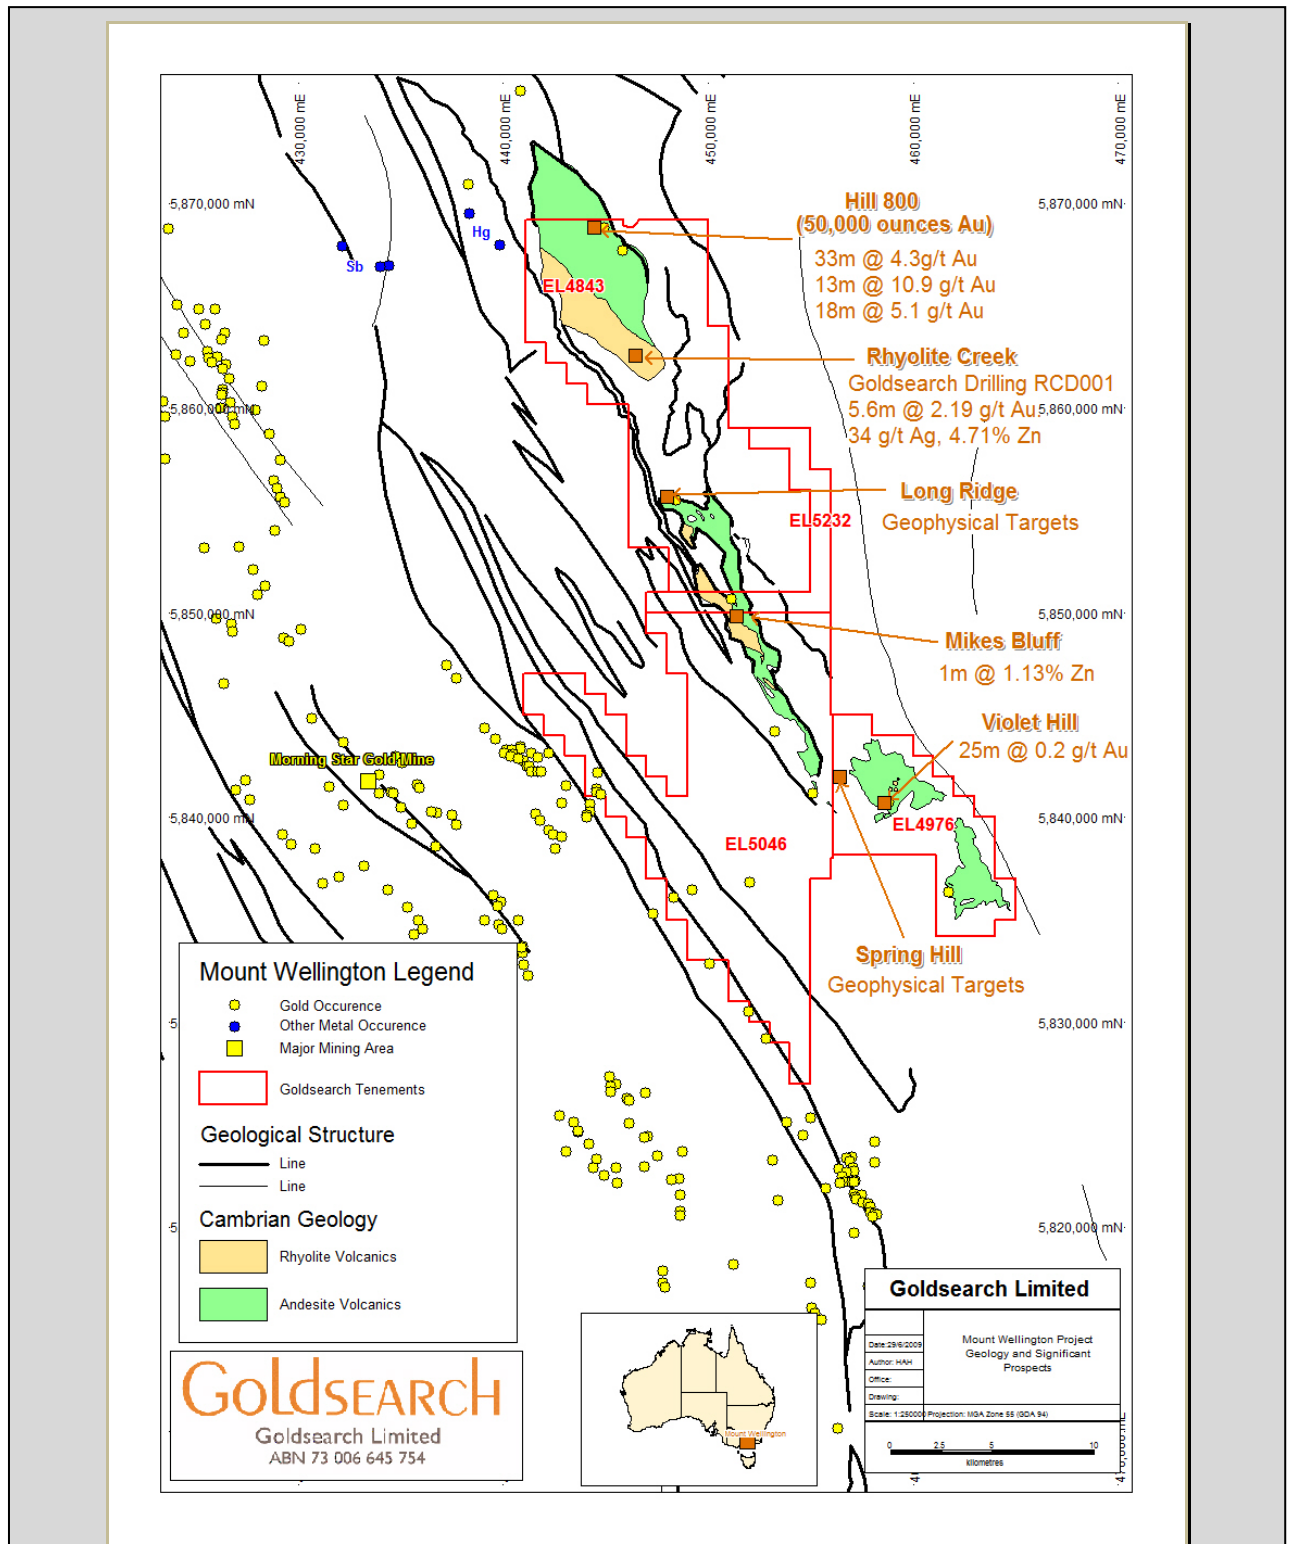 430,000 mE
440,000 mE
450,000 mE
460,000 mE
470,000 mE
5,870,000 mN
5,870,000 mN
Hill 800
(50,000 ounces Au)
33m @ 4.3g/t Au
13m @ 10.9 g/t Au
18m @ 5.1 g/t Au
Hg
Sb
EL4843
Rhyolite Creek
Goldsearch Drilling RCD001
5.6m @ 2.19 g/t Au,
34 g/t Ag, 4.71% Zn
5,860,000 mN
5,860,000 mN
Long Ridge
Geophysical Targets
EL5232
5,850,000 mN
5,850,000 mN
Mikes Bluff
1m @ 1.13% Zn
Violet Hill
25m @ 0.2 g/t Au
Morning Star Gold Mine
5,840,000 mN
5,840,000 mN
EL4976
EL5046
Spring Hill
Geophysical Targets
5,830,000 mN
5,820,000 mN
Mount Wellington Legend
Gold Occurence
Other Metal Occurence
Major Mining Area
Goldsearch Tenements
Geological Structure
Line
Line
Cambrian Geology
Rhyolite Volcanics
Andesite Volcanics
GOLDSEARCH
Goldsearch Limited
ABN 73 006 645 754
Mount Wellington
Goldsearch Limited
Date:29/6/2009
Author: HAH
Office:
Drawing:
Scale: 1:250000 Projection: MGA Zone 55 (GDA 94)
Mount Wellington Project
Geology and Significant
Prospects
0 2.5 5 10
kilometres